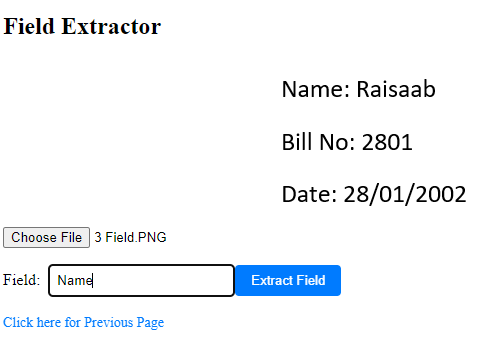 Field Extractor
Name: Raisaab
Bill No: 2801
Date: 28/01/2002
Choose File 3 Field.PNG
Field: Name Extract Field
Click here for Previous Page